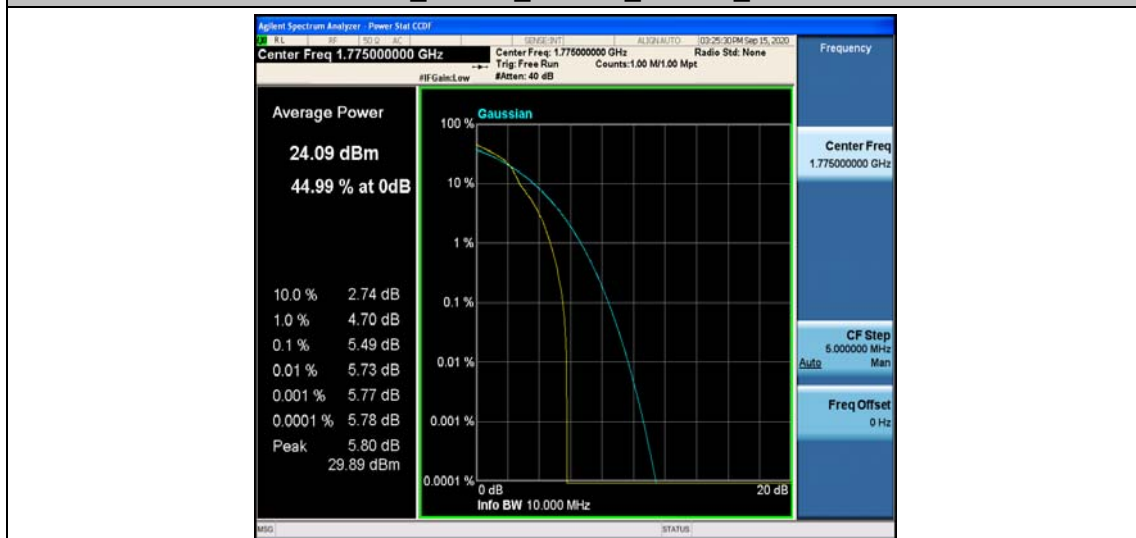 Agilent Spectrum Analyzer - Power Stat CCDF
RL RF 50 Ω AC SENSE:INT ALIGN AUTO 03:25:30 PM Sep 15, 2020
Center Freq 1.775000000 GHz
Center Freq: 1.775000000 GHz Radio Std: None
Trig: Free Run Counts:1.00 M/1.00 Mpt
#IFGain:Low #Atten: 40 dB
Frequency
Average Power
24.09 dBm
44.99 % at 0dB
10.0 % 2.74 dB
1.0 % 4.70 dB
0.1 % 5.49 dB
0.01 % 5.73 dB
0.001 % 5.77 dB
0.0001 % 5.78 dB
Peak 5.80 dB
29.89 dBm
Gaussian
100 %
10 %
1 %
0.1 %
0.01 %
0.001 %
0.0001 %
0 dB 20 dB
Info BW 10.000 MHz
Center Freq
1.775000000 GHz
CF Step
5.000000 MHz
Auto Man
Freq Offset
0 Hz
MSG STATUS